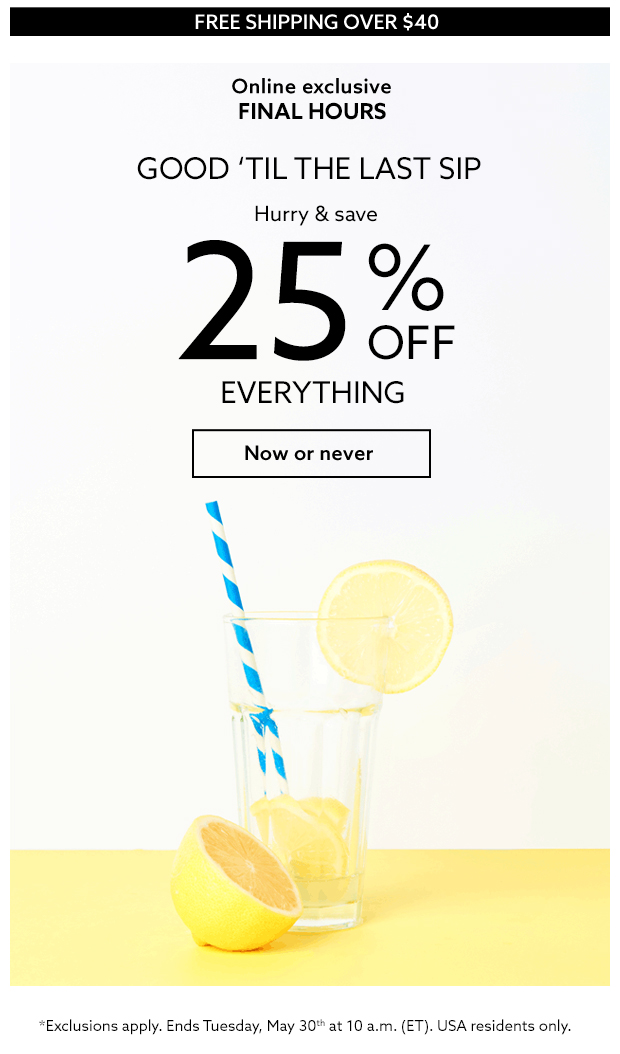 FREE SHIPPING OVER $40
Online exclusive
FINAL HOURS
GOOD ‘TIL THE LAST SIP
Hurry & save
25%
OFF
EVERYTHING
Now or never
*Exclusions apply. Ends Tuesday, May 30th at 10 a.m. (ET). USA residents only.